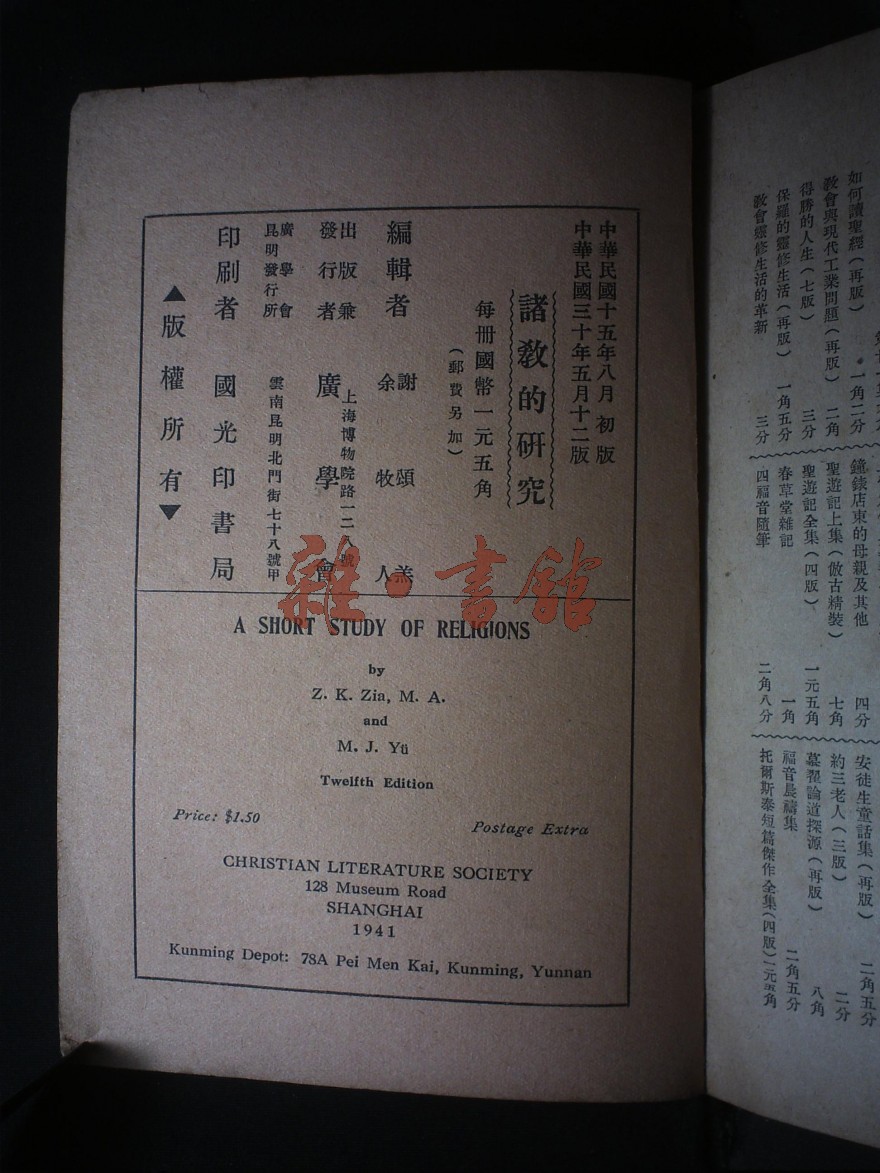 中華民國十五年八月 初版
中華民國三十年五月十二版
諸教的研究
每冊國幣一元五角
(郵費另加)
編輯者 謝頌羔
余牧人
出版兼發行者 廣學會
上海博物院路一二八號
廣學會昆明發行所 雲南昆明北門街七十八號甲
印刷者 國光印書局
▲版權所有▼
雜·書館
A SHORT STUDY OF RELIGIONS
by
Z. K. Zia, M. A.
and
M. J. Yü
Twelfth Edition
Price: $1.50 Postage Extra
CHRISTIAN LITERATURE SOCIETY
128 Museum Road
SHANGHAI
1941
Kunming Depot: 78A Pei Men Kai, Kunming, Yunnan
如何讀聖經(再版) 一角二分
教會與現代工業問題(再版) 二角
得勝的人生(七版) 三分
保羅的靈修生活(再版) 一角五分
教會靈修生活的革新 三分
鐘錶店東的母親及其他 四分
聖遊記上集(倣古精裝) 七角
聖遊記全集(四版) 一元五角
春草堂雜記 一角
四福音隨筆 二角八分
安徒生童話集(再版) 二角五分
約三老人(三版) 二分
墓翟論道探源(再版) 八角
福音晨禱集 二角五分
托爾斯泰短篇傑作全集(四版) 一元五角